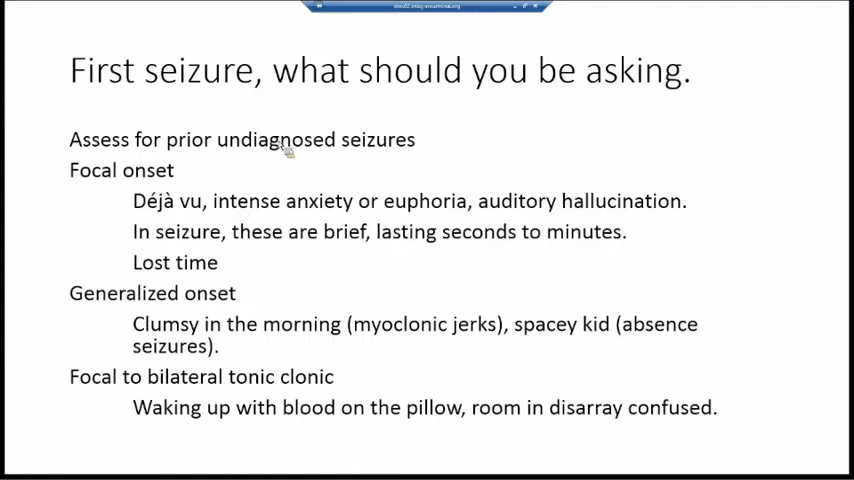 First seizure, what should you be asking.
Assess for prior undiagnosed seizures
Focal onset
Déjà vu, intense anxiety or euphoria, auditory hallucination.
In seizure, these are brief, lasting seconds to minutes.
Lost time
Generalized onset
Clumsy in the morning (myoclonic jerks), spacey kid (absence
seizures).
Focal to bilateral tonic clonic
Waking up with blood on the pillow, room in disarray confused.